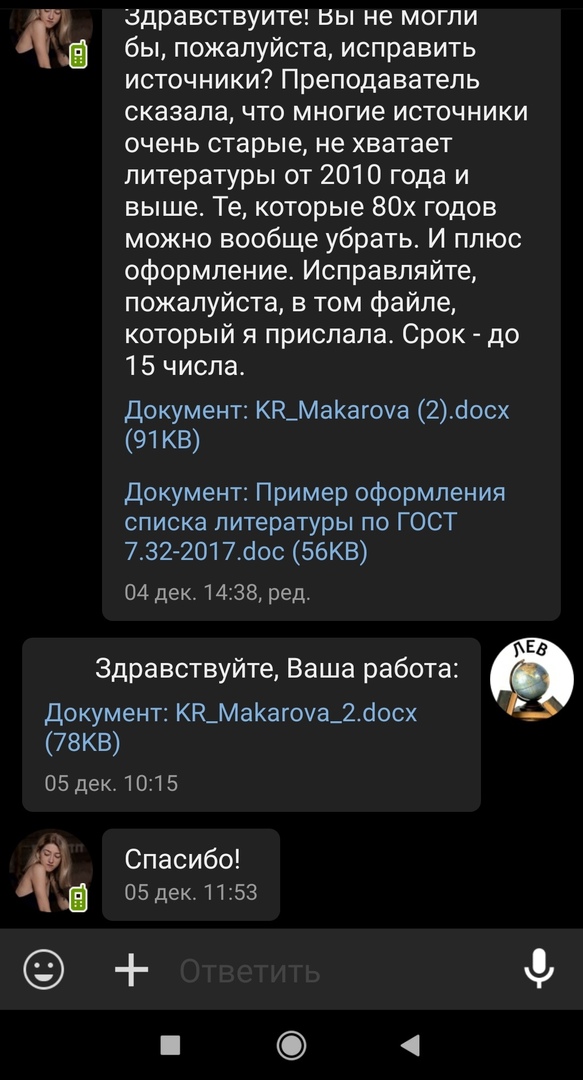 Здравствуйте! Вы не могли
бы, пожалуйста, исправить
источники? Преподаватель
сказала, что многие источники
очень старые, не хватает
литературы от 2010 года и
выше. Те, которые 80х годов
можно вообще убрать. И плюс
оформление. Исправляйте,
пожалуйста, в том файле,
который я прислала. Срок - до
15 числа.
Документ: KR_Makarova (2).docx
(91KB)
Документ: Пример оформления
списка литературы по ГОСТ
7.32-2017.doc (56KB)
04 дек. 14:38, ред.
ЛЕВ
Здравствуйте, Ваша работа:
Документ: KR_Makarova_2.docx
(78KB)
05 дек. 10:15
Спасибо!
05 дек. 11:53
Ответить